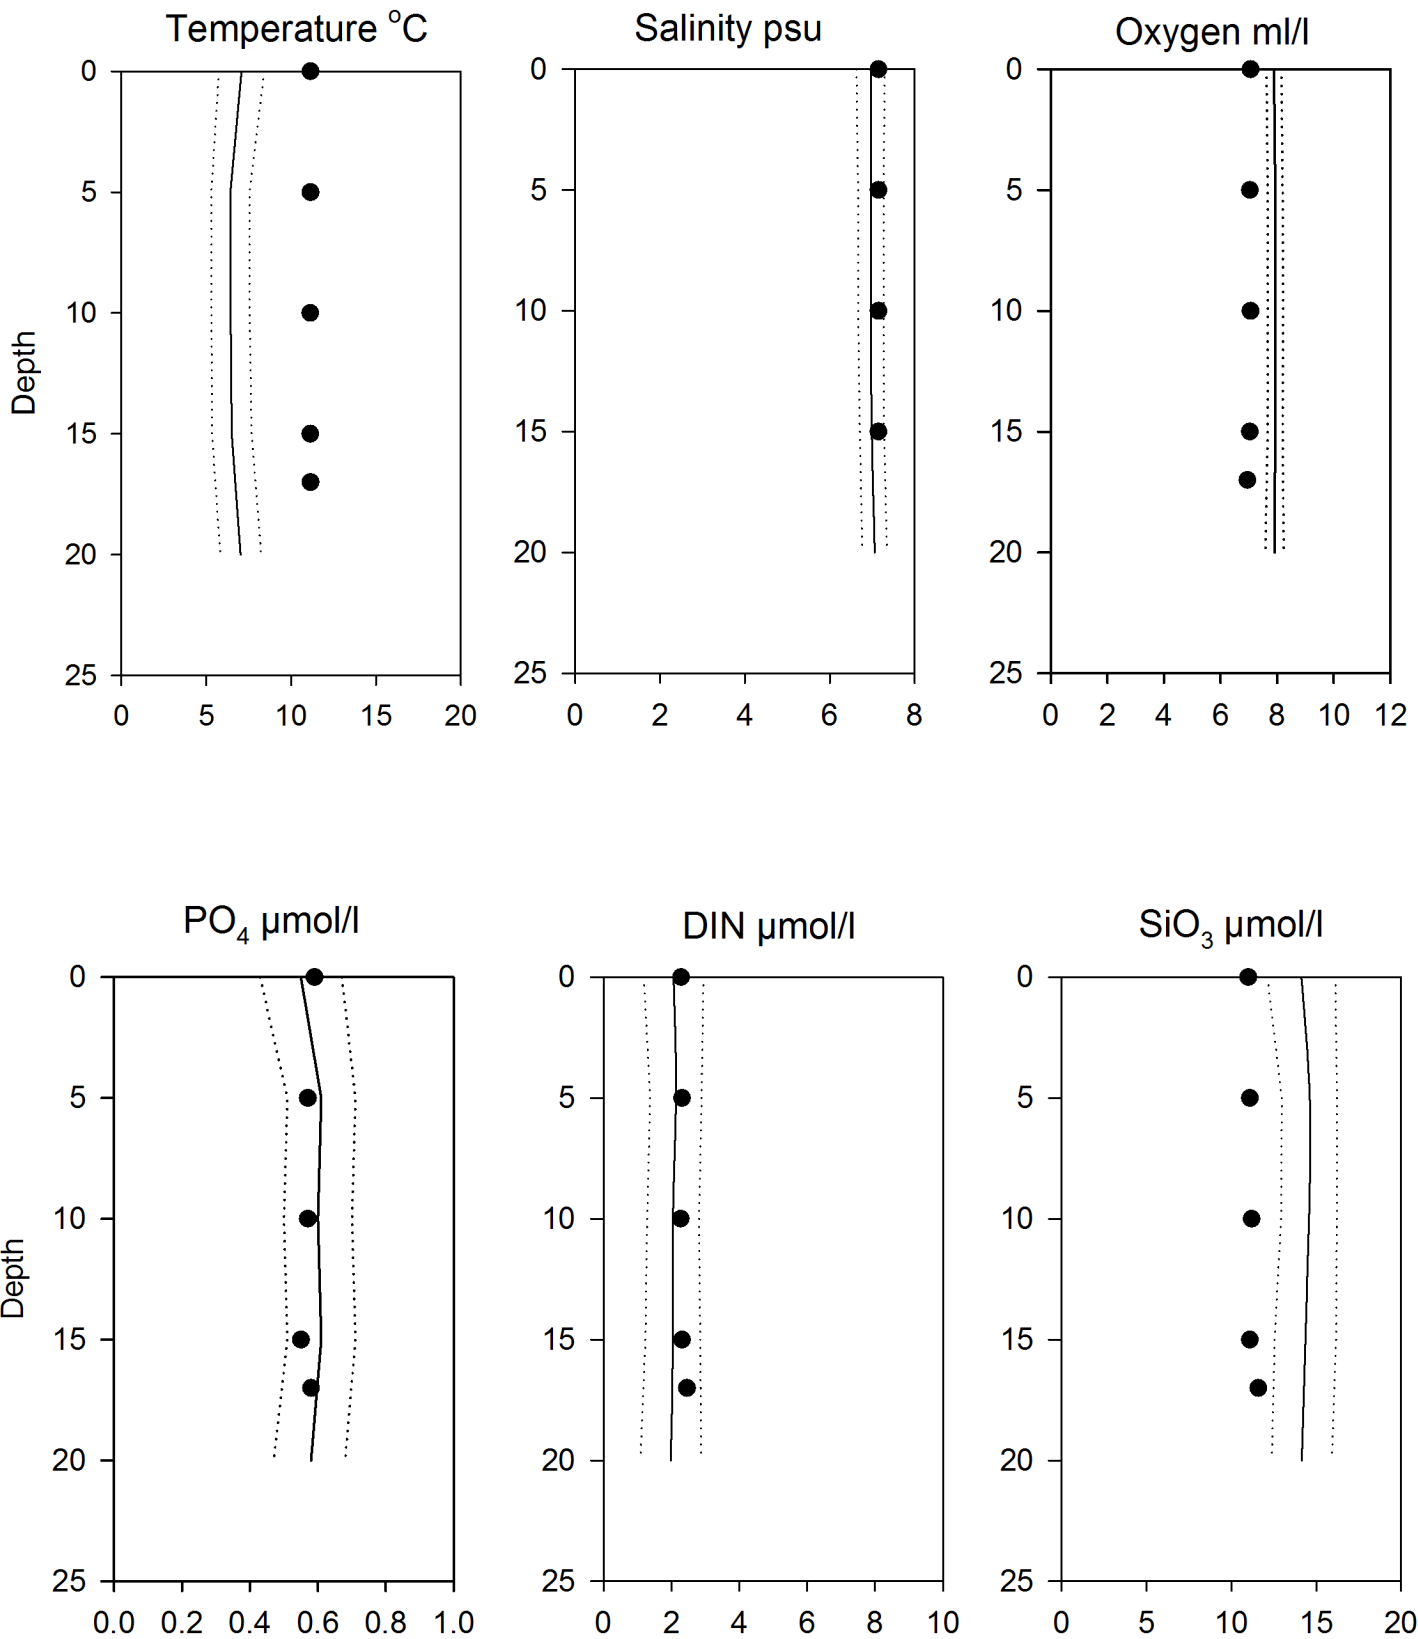 Temperature °C
Salinity psu
Oxygen ml/l
0
5
10
15
20
25
Depth
0 5 10 15 20
0
5
10
15
20
25
0 2 4 6 8
0
5
10
15
20
25
0 2 4 6 8 10 12
PO₄ µmol/l
DIN µmol/l
SiO₃ µmol/l
0
5
10
15
20
25
Depth
0.0 0.2 0.4 0.6 0.8 1.0
0
5
10
15
20
25
0 2 4 6 8 10
0
5
10
15
20
25
0 5 10 15 20